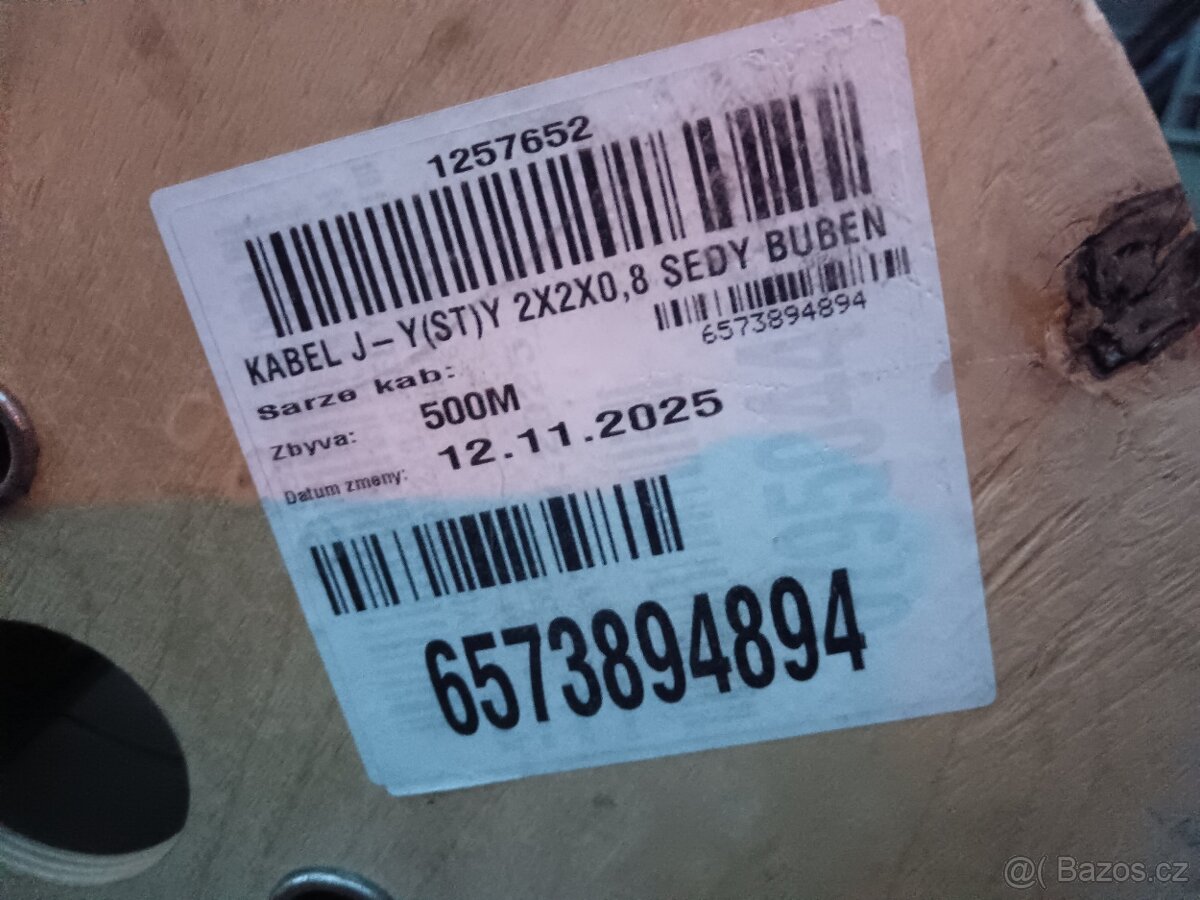 1257652
KABEL J-Y(ST)Y 2X2X0,8 SEDY BUBEN
6573894894
Sarze kab:
Zbyva: 500M
Datum zmeny: 12.11.2025
6573894894
@( Bazos.cz